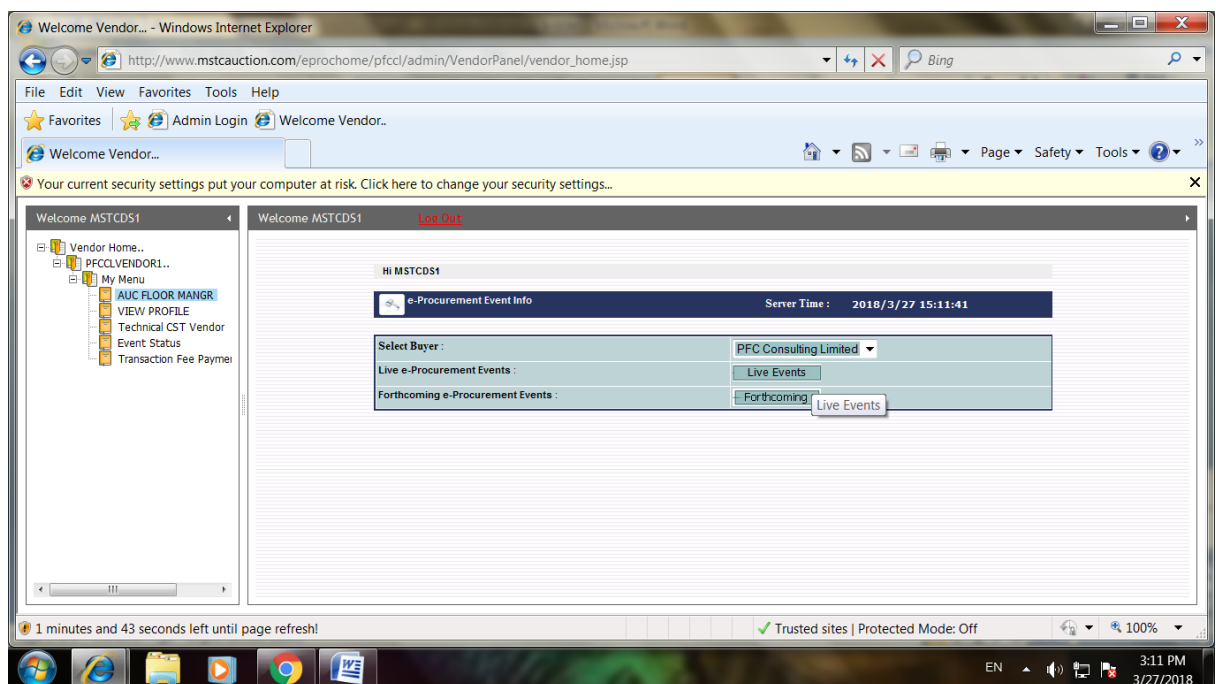 Welcome Vendor... - Windows Internet Explorer
http://www.mstcauction.com/eprochome/pfccl/admin/VendorPanel/vendor_home.jsp
Bing
File Edit View Favorites Tools Help
Favorites Admin Login Welcome Vendor..
Welcome Vendor...
Page Safety Tools
Your current security settings put your computer at risk. Click here to change your security settings...
Welcome MSTCDS1
Welcome MSTCDS1 Log Out
Vendor Home..
PFCCLVENDOR1..
My Menu
AUC FLOOR MANGR
VIEW PROFILE
Technical CST Vendor
Event Status
Transaction Fee Paymei
Hi MSTCDS1
e-Procurement Event Info Server Time : 2018/3/27 15:11:41
Select Buyer : PFC Consulting Limited
Live e-Procurement Events : Live Events
Forthcoming e-Procurement Events : Forthcoming
Live Events
1 minutes and 43 seconds left until page refresh!
Trusted sites | Protected Mode: Off
100%
EN
3:11 PM
3/27/2018